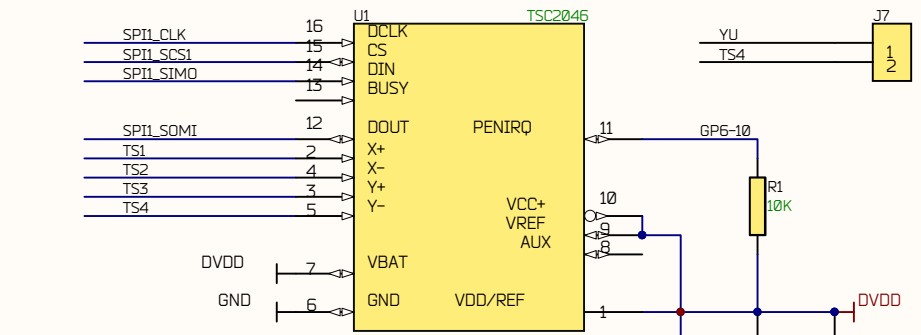 U1
TSC2046
J7
SPI1_CLK 16 DCLK
YU 1
SPI1_SCS1 15 CS
TS4 2
SPI1_SIMO 14 DIN
13 BUSY
SPI1_SOMI 12 DOUT
PENIRQ 11 GP6-10
TS1 2 X+
TS2 4 X-
TS3 3 Y+
TS4 5 Y-
R1
10K
VCC+ 10
VREF 9
AUX 8
DVDD 7 VBAT
GND 6 GND
VDD/REF 1
DVDD